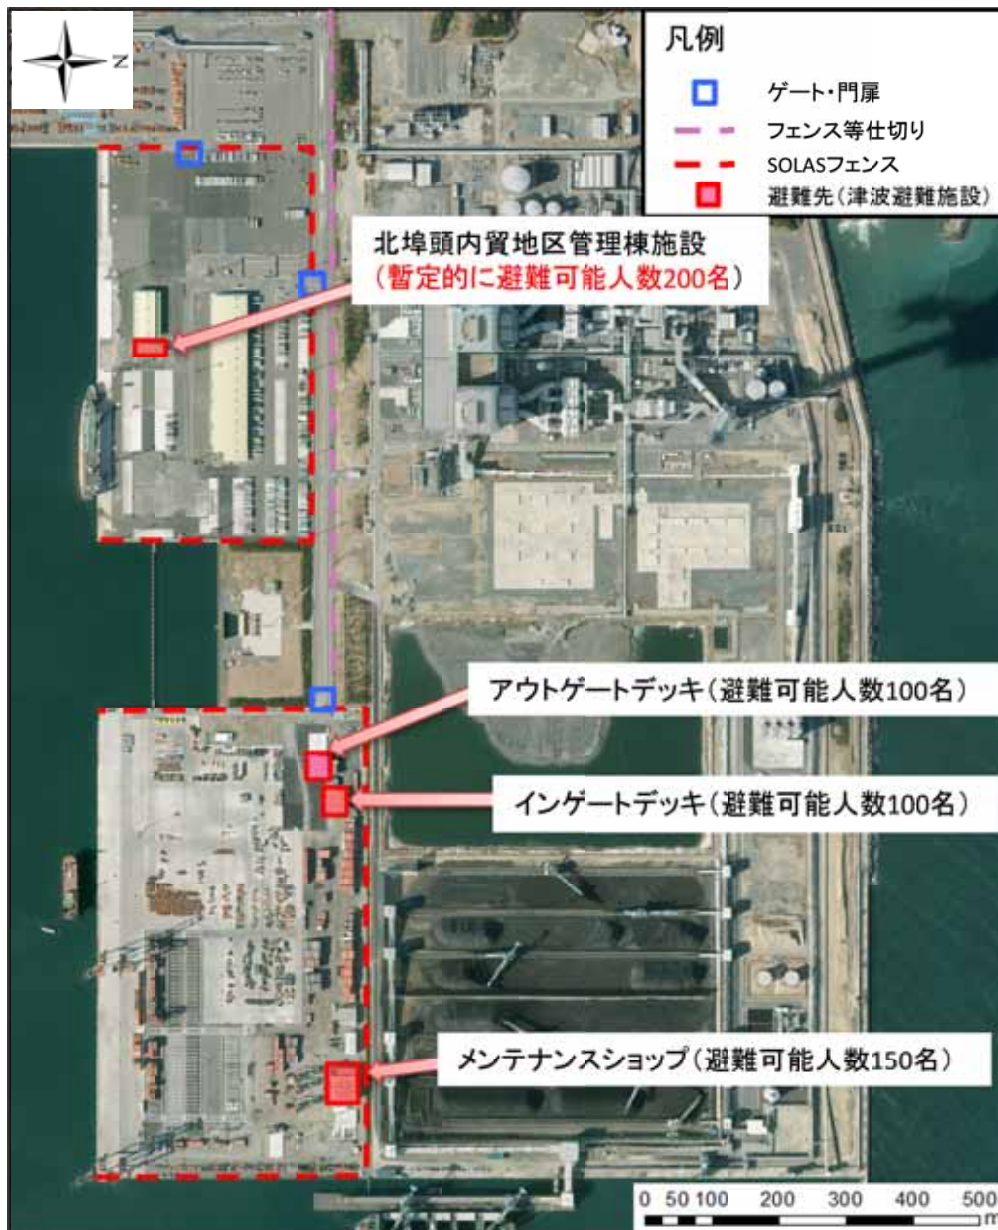 N
凡例
ゲート・門扉
フェンス等仕切り
SOLASフェンス
避難先(津波避難施設)
北埠頭内貿地区管理棟施設
(暫定的に避難可能人数200名)
アウトゲートデッキ(避難可能人数100名)
インゲートデッキ(避難可能人数100名)
メンテナンスショップ(避難可能人数150名)
0 50 100 200 300 400 500
m